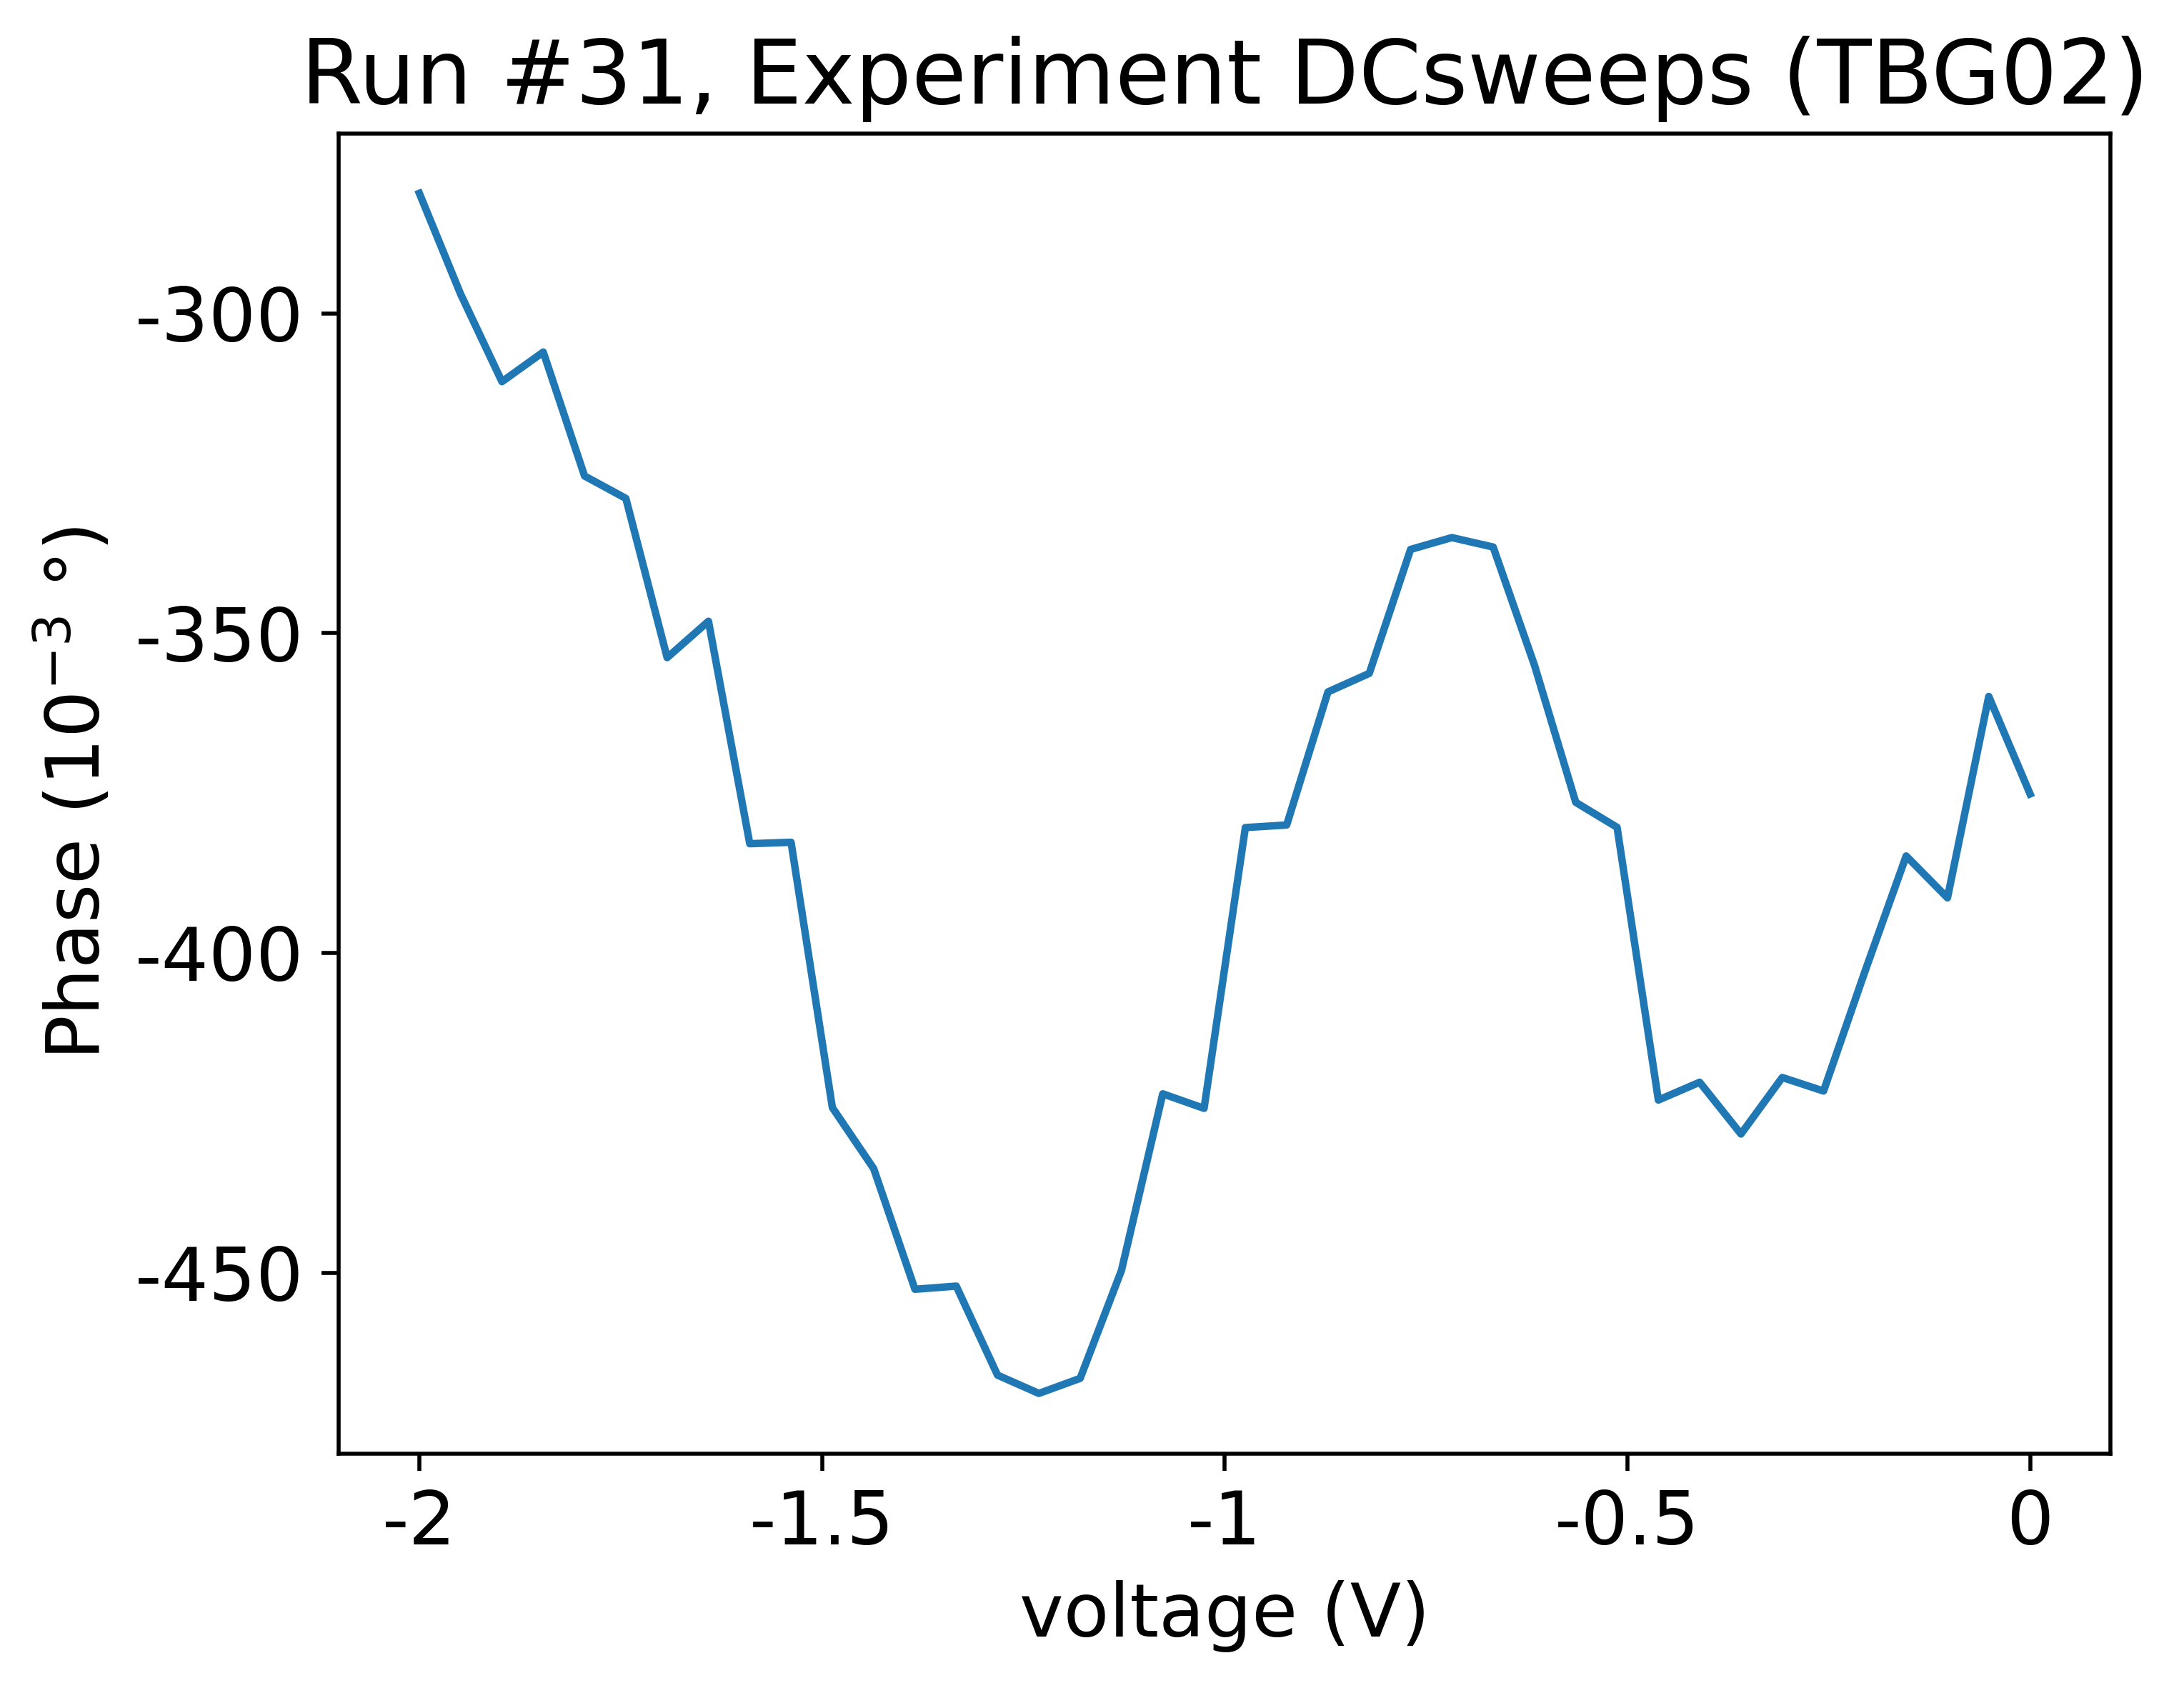 Run #31, Experiment DCsweeps (TBG02)
Phase (10⁻³ °)
-300
-350
-400
-450
-2 -1.5 -1 -0.5 0
voltage (V)